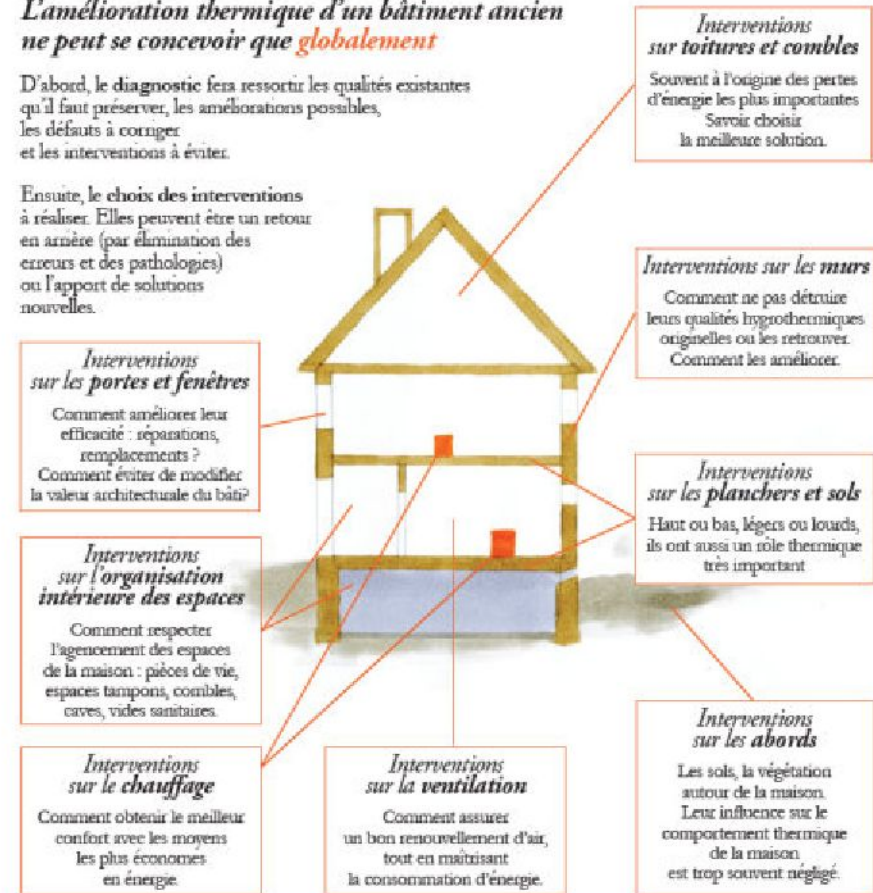 L'amélioration thermique d'un bâtiment ancien
ne peut se concevoir que globalement
D'abord, le diagnostic fera ressortir les qualités existantes
qu'il faut préserver, les améliorations possibles,
les défauts à corriger
et les interventions à éviter.
Ensuite, le choix des interventions
à réaliser. Elles peuvent être un retour
en arrière (par élimination des
erreurs et des pathologies)
ou l'apport de solutions
nouvelles.
Interventions
sur toitures et combles
Souvent à l'origine des pertes
d'énergie les plus importantes
Savoir choisir
la meilleure solution.
Interventions sur les murs
Comment ne pas détruire
leurs qualités hygrothermiques
originelles ou les retrouver.
Comment les améliorer.
Interventions
sur les portes et fenêtres
Comment améliorer leur
efficacité : réparations,
remplacements ?
Comment éviter de modifier
la valeur architecturale du bâti?
Interventions
sur les planchers et sols
Haut ou bas, légers ou lourds,
ils ont aussi un rôle thermique
très important
Interventions
sur l'organisation
intérieure des espaces
Comment respecter
l'agencement des espaces
de la maison : pièces de vie,
espaces tampons, combles,
caves, vides sanitaires.
Interventions
sur le chauffage
Comment obtenir le meilleur
confort avec les moyens
les plus économes
en énergie.
Interventions
sur la ventilation
Comment assurer
un bon renouvellement d'air,
tout en maîtrisant
la consommation d'énergie.
Interventions
sur les abords
Les sols, la végétation
autour de la maison.
Leur influence sur le
comportement thermique
de la maison
est trop souvent négligé.